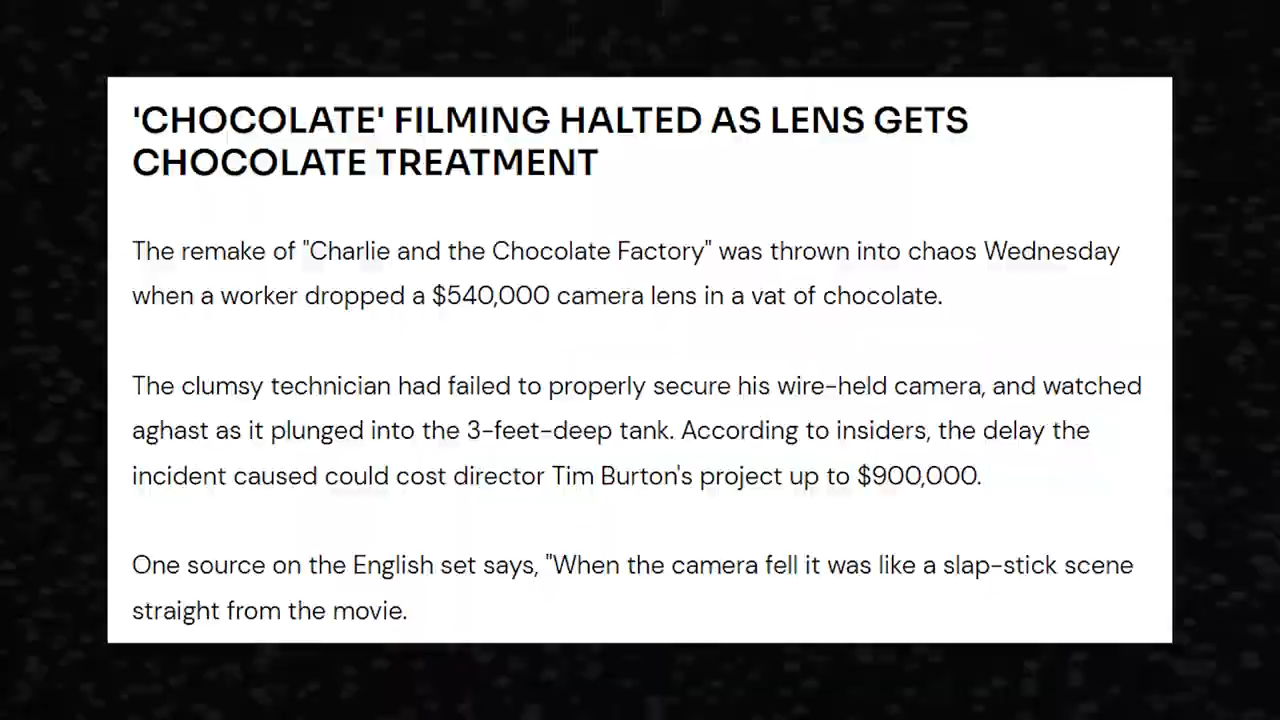 'CHOCOLATE' FILMING HALTED AS LENS GETS
CHOCOLATE TREATMENT
The remake of "Charlie and the Chocolate Factory" was thrown into chaos Wednesday
when a worker dropped a $540,000 camera lens in a vat of chocolate.
The clumsy technician had failed to properly secure his wire-held camera, and watched
aghast as it plunged into the 3-feet-deep tank. According to insiders, the delay the
incident caused could cost director Tim Burton's project up to $900,000.
One source on the English set says, "When the camera fell it was like a slap-stick scene
straight from the movie.